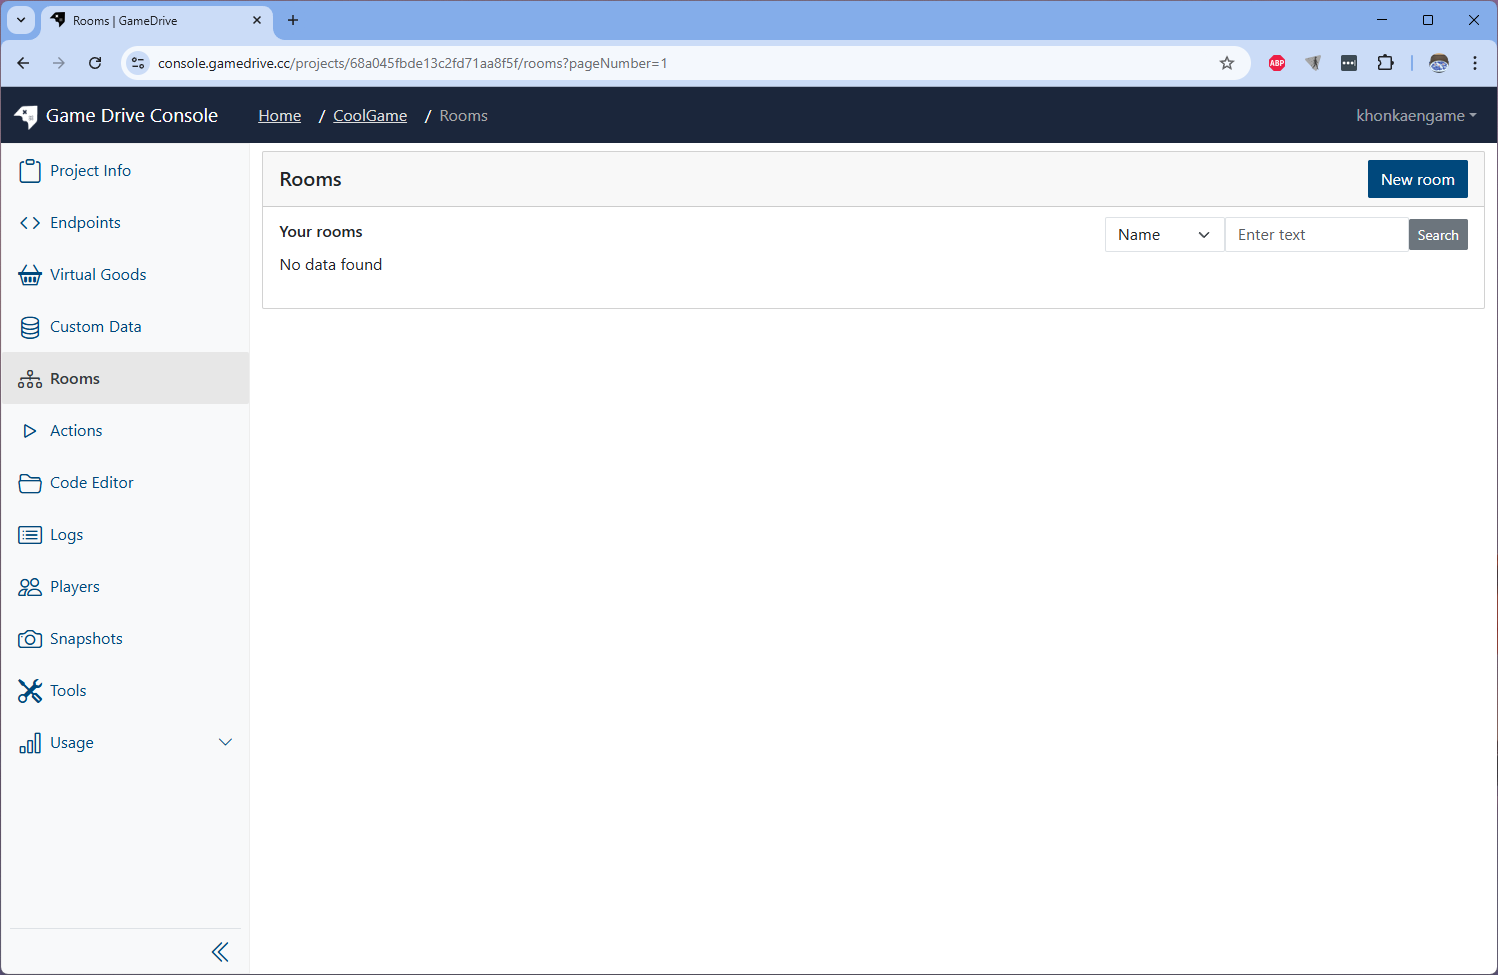 Rooms | GameDrive
console.gamedrive.cc/projects/68a045fbde13c2fd71aa8f5f/rooms?pageNumber=1
ABP
Game Drive Console
Home / CoolGame / Rooms
khonkaengame
Project Info
Endpoints
Virtual Goods
Custom Data
Rooms
Actions
Code Editor
Logs
Players
Snapshots
Tools
Usage
Rooms
New room
Your rooms
Name
Enter text
Search
No data found